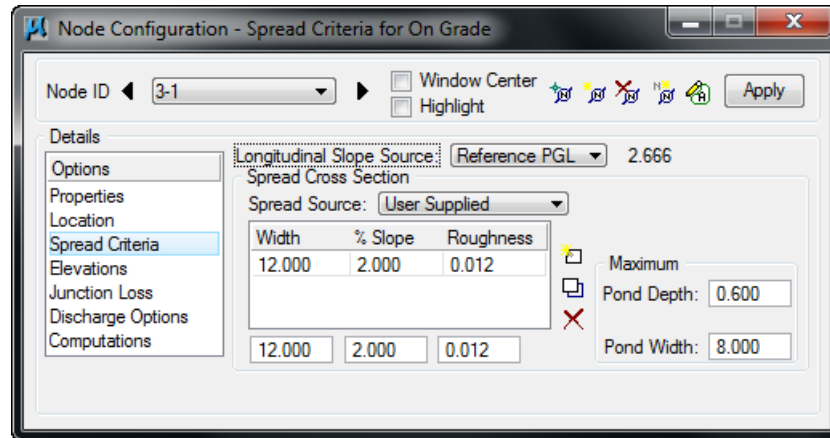 Node Configuration - Spread Criteria for On Grade
Node ID 3-1 Window Center Apply
Highlight
Details
Options
Properties
Location
Spread Criteria
Elevations
Junction Loss
Discharge Options
Computations
Longitudinal Slope Source: Reference PGL 2.666
Spread Cross Section
Spread Source: User Supplied
Width % Slope Roughness
12.000 2.000 0.012
12.000 2.000 0.012
Maximum
Pond Depth: 0.600
Pond Width: 8.000